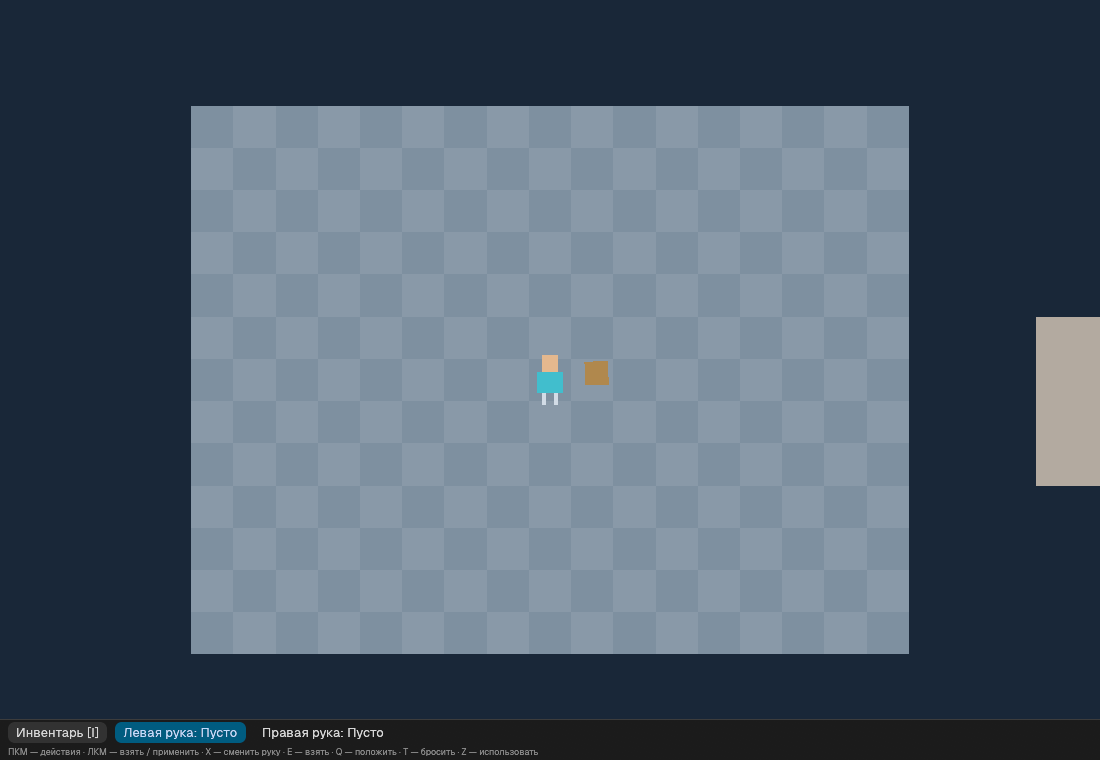 Инвентарь [I] Левая рука: Пусто Правая рука: Пусто
ПКМ — действия · ЛКМ — взять / применить · X — сменить руку · E — взять · Q — положить · T — бросить · Z — использовать